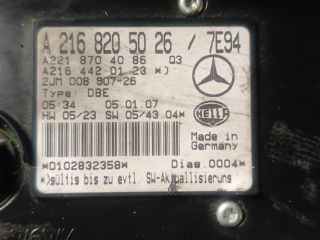 A 216 820 50 26 / 7E94
A221 870 40 86 Q3
A216 442 01 23 *)
2JM 008 907-26
Type: DBE
05:34 05.01.07
HELLA
HW 05/23 SW 05/43.04*
Made in
Germany
*0102832358* Diag.0004*
*)gültig bis zu evtl. SW-Aktuallisierung